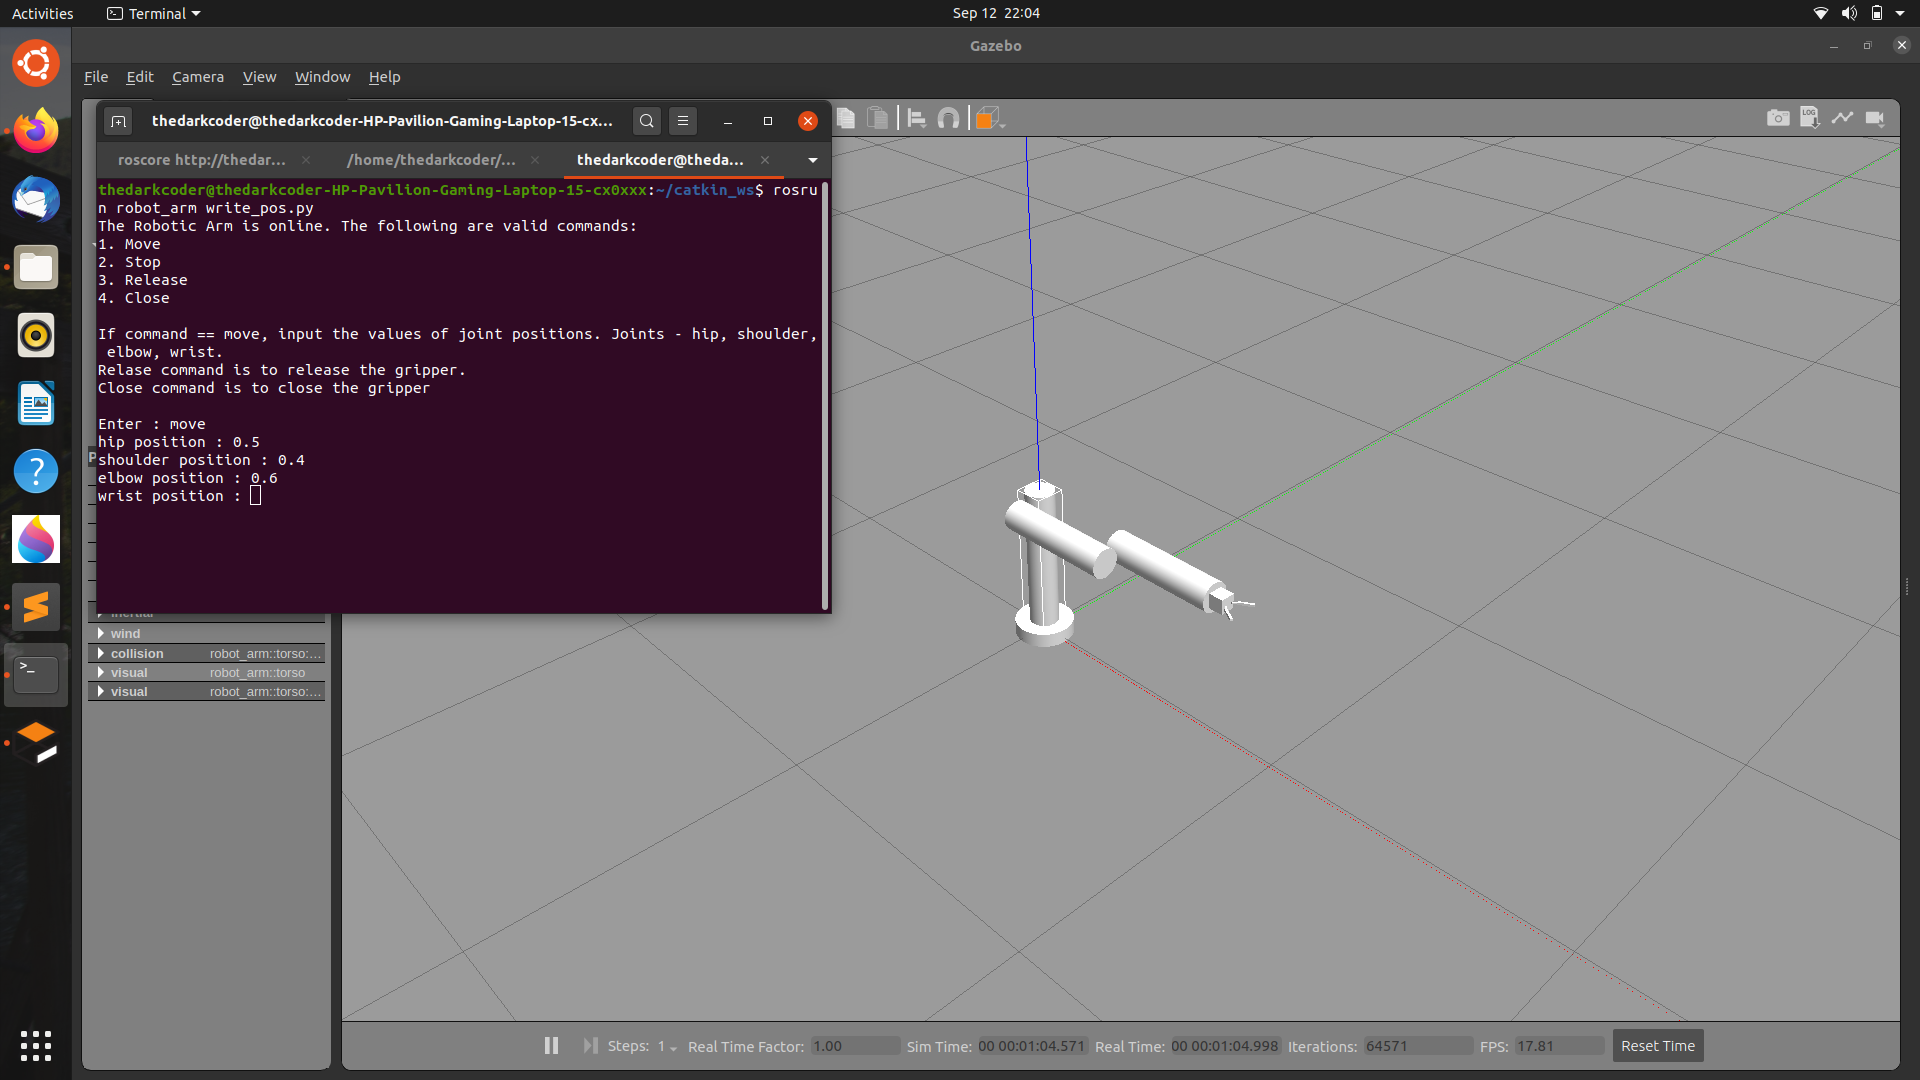 Activities
Terminal
Sep 12 22:04
Gazebo
File Edit Camera View Window Help
thedarkcoder@thedarkcoder-HP-Pavilion-Gaming-Laptop-15-cx...
roscore http://thedar...
/home/thedarkcoder/...
thedarkcoder@theda...
thedarkcoder@thedarkcoder-HP-Pavilion-Gaming-Laptop-15-cx0xxx:~/catkin_ws$ rosru
n robot_arm write_pos.py
The Robotic Arm is online. The following are valid commands:
1. Move
2. Stop
3. Release
4. Close
If command == move, input the values of joint positions. Joints - hip, shoulder,
elbow, wrist.
Relase command is to release the gripper.
Close command is to close the gripper
Enter : move
hip position : 0.5
shoulder position : 0.4
elbow position : 0.6
wrist position :
LOG
inertial
wind
collision robot_arm::torso:...
visual robot_arm::torso
visual robot_arm::torso:...
Steps: 1 Real Time Factor: 1.00 Sim Time: 00 00:01:04.571 Real Time: 00 00:01:04.998 Iterations: 64571 FPS: 17.81 Reset Time